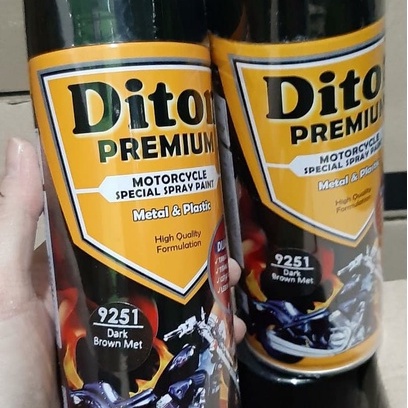 Diton
PREMIUM
MOTORCYCLE
SPECIAL SPRAY PAINT
Metal & Plastic
High Quality
Formulation
9251
Dark
Brown Met
Diton
PREMIUM
MOTORCYCLE
SPECIAL SPRAY PAINT
Metal & Plastic
High Quality
Formulation
9251
Dark
Brown Met